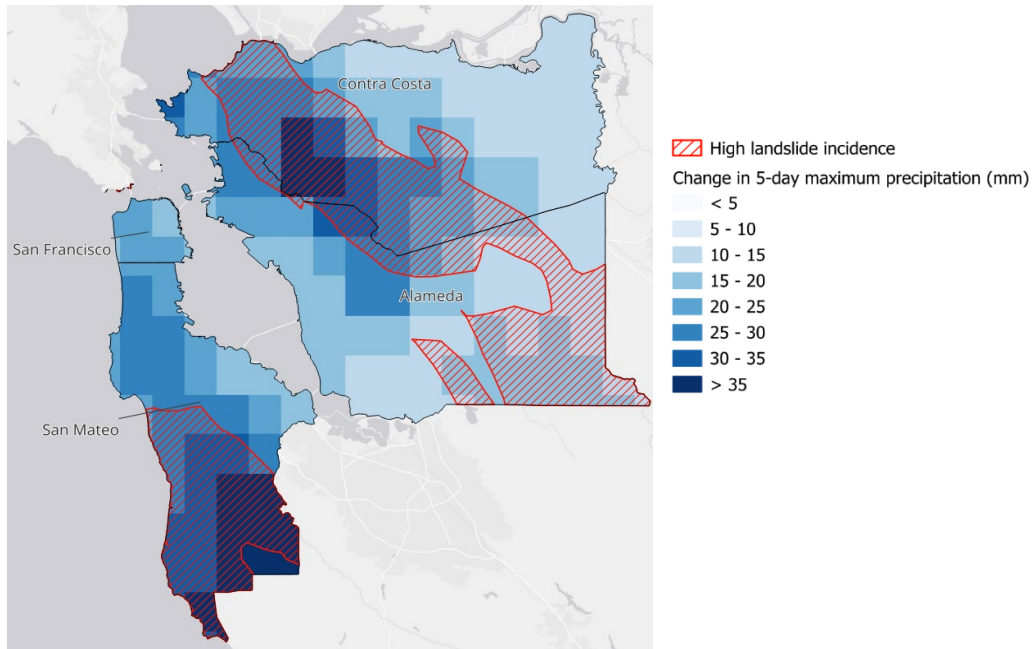 Contra Costa
San Francisco
Alameda
San Mateo
High landslide incidence
Change in 5-day maximum precipitation (mm)
< 5
5 - 10
10 - 15
15 - 20
20 - 25
25 - 30
30 - 35
> 35